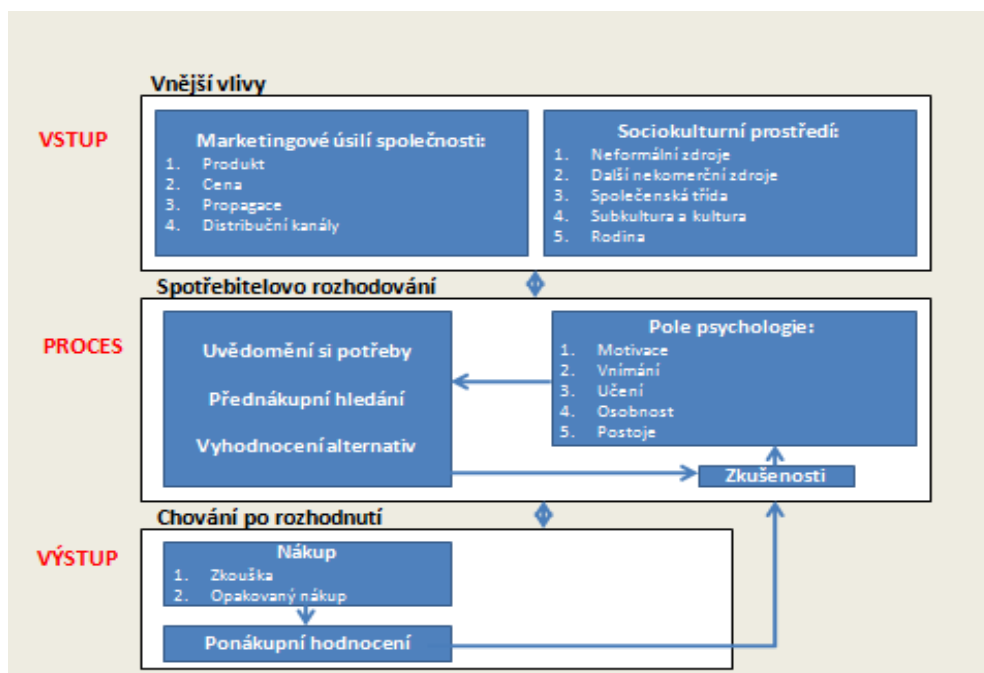 Vnější vlivy
VSTUP
Marketingové úsilí společnosti:
1. Produkt
2. Cena
3. Propagace
4. Distribuční kanály
Sociokulturní prostředí:
1. Neformální zdroje
2. Další nekomerční zdroje
3. Společenská třída
4. Subkultura a kultura
5. Rodina
Spotřebitelovo rozhodování
PROCES
Uvědomění si potřeby
Přednákupní hledání
Vyhodnocení alternativ
Pole psychologie:
1. Motivace
2. Vnímání
3. Učení
4. Osobnost
5. Postoje
Zkušenosti
Chování po rozhodnutí
VÝSTUP
Nákup
1. Zkouška
2. Opakovaný nákup
Ponákupní hodnocení